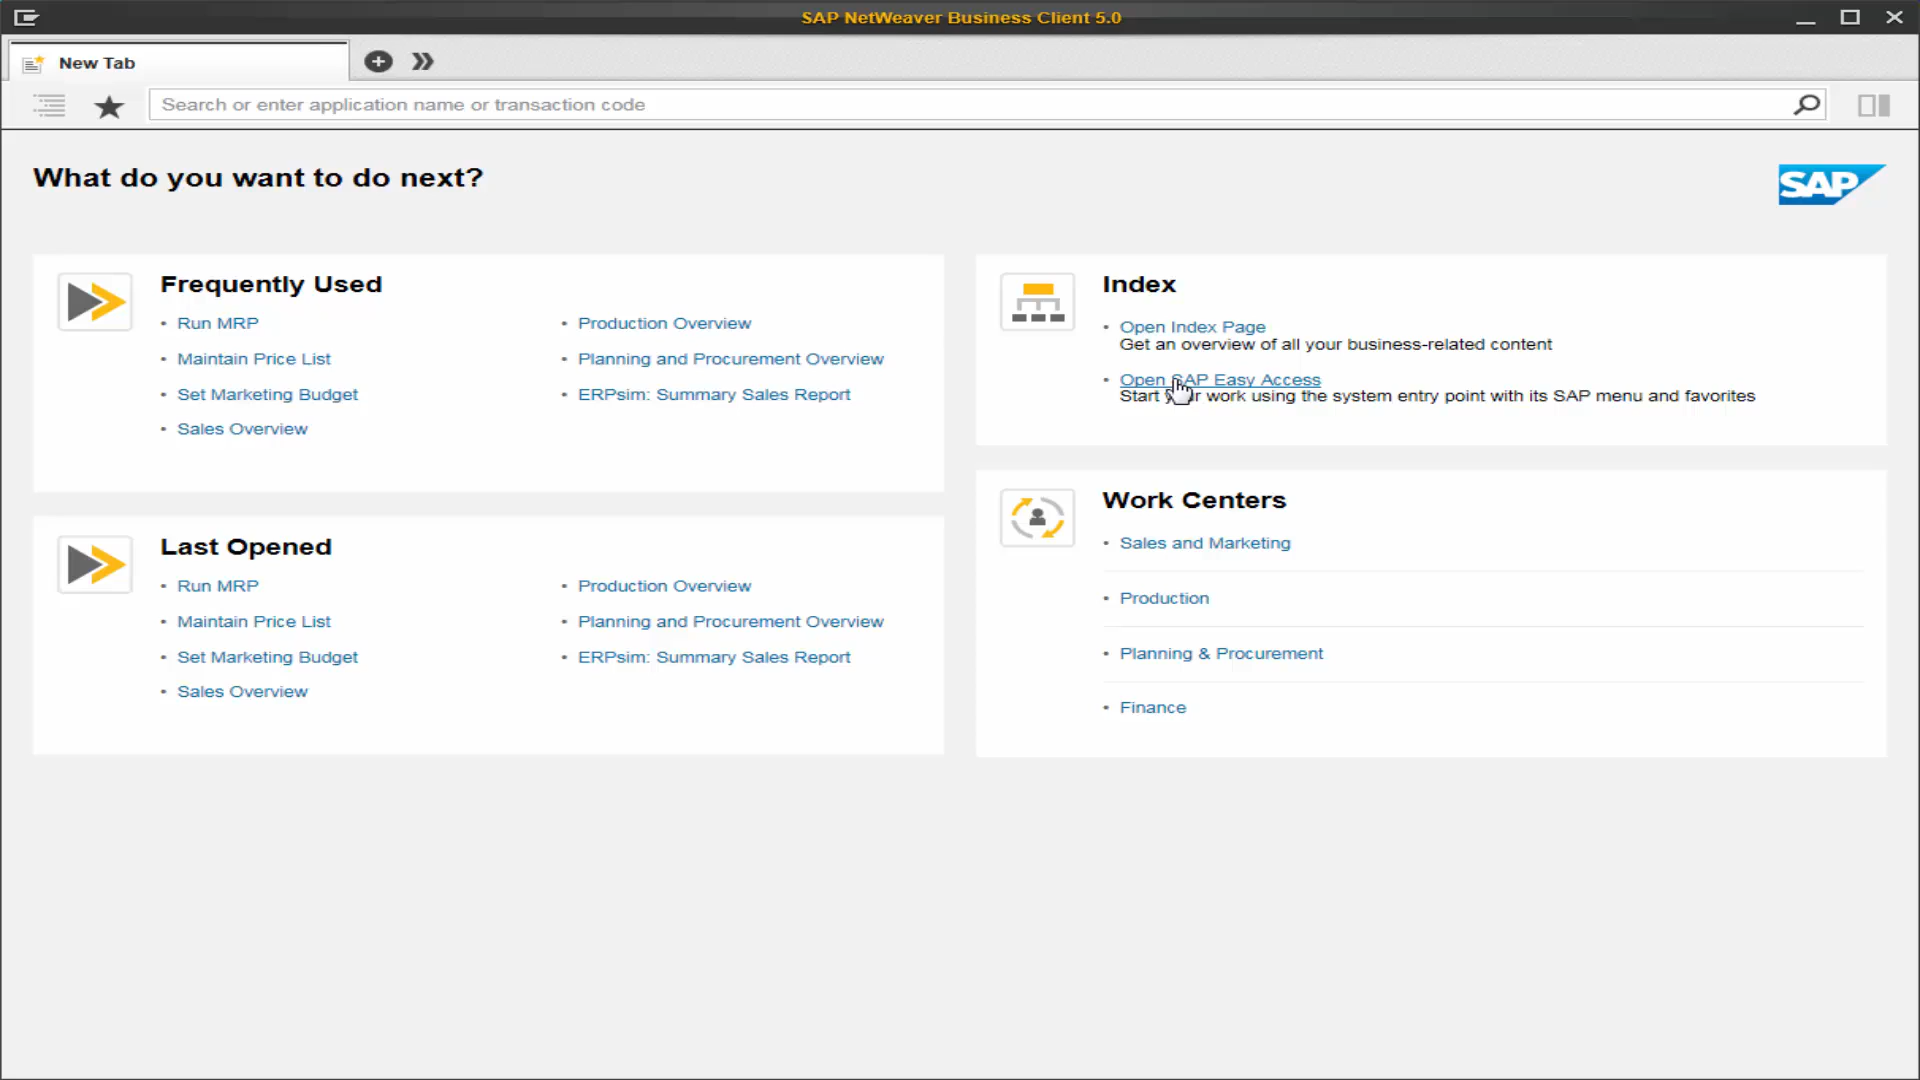 SAP NetWeaver Business Client 5.0
New Tab
Search or enter application name or transaction code
What do you want to do next?
SAP
Frequently Used
Run MRP
Maintain Price List
Set Marketing Budget
Sales Overview
Production Overview
Planning and Procurement Overview
ERPsim: Summary Sales Report
Last Opened
Run MRP
Maintain Price List
Set Marketing Budget
Sales Overview
Production Overview
Planning and Procurement Overview
ERPsim: Summary Sales Report
Index
Open Index Page
Get an overview of all your business-related content
Open SAP Easy Access
Start your work using the system entry point with its SAP menu and favorites
Work Centers
Sales and Marketing
Production
Planning & Procurement
Finance